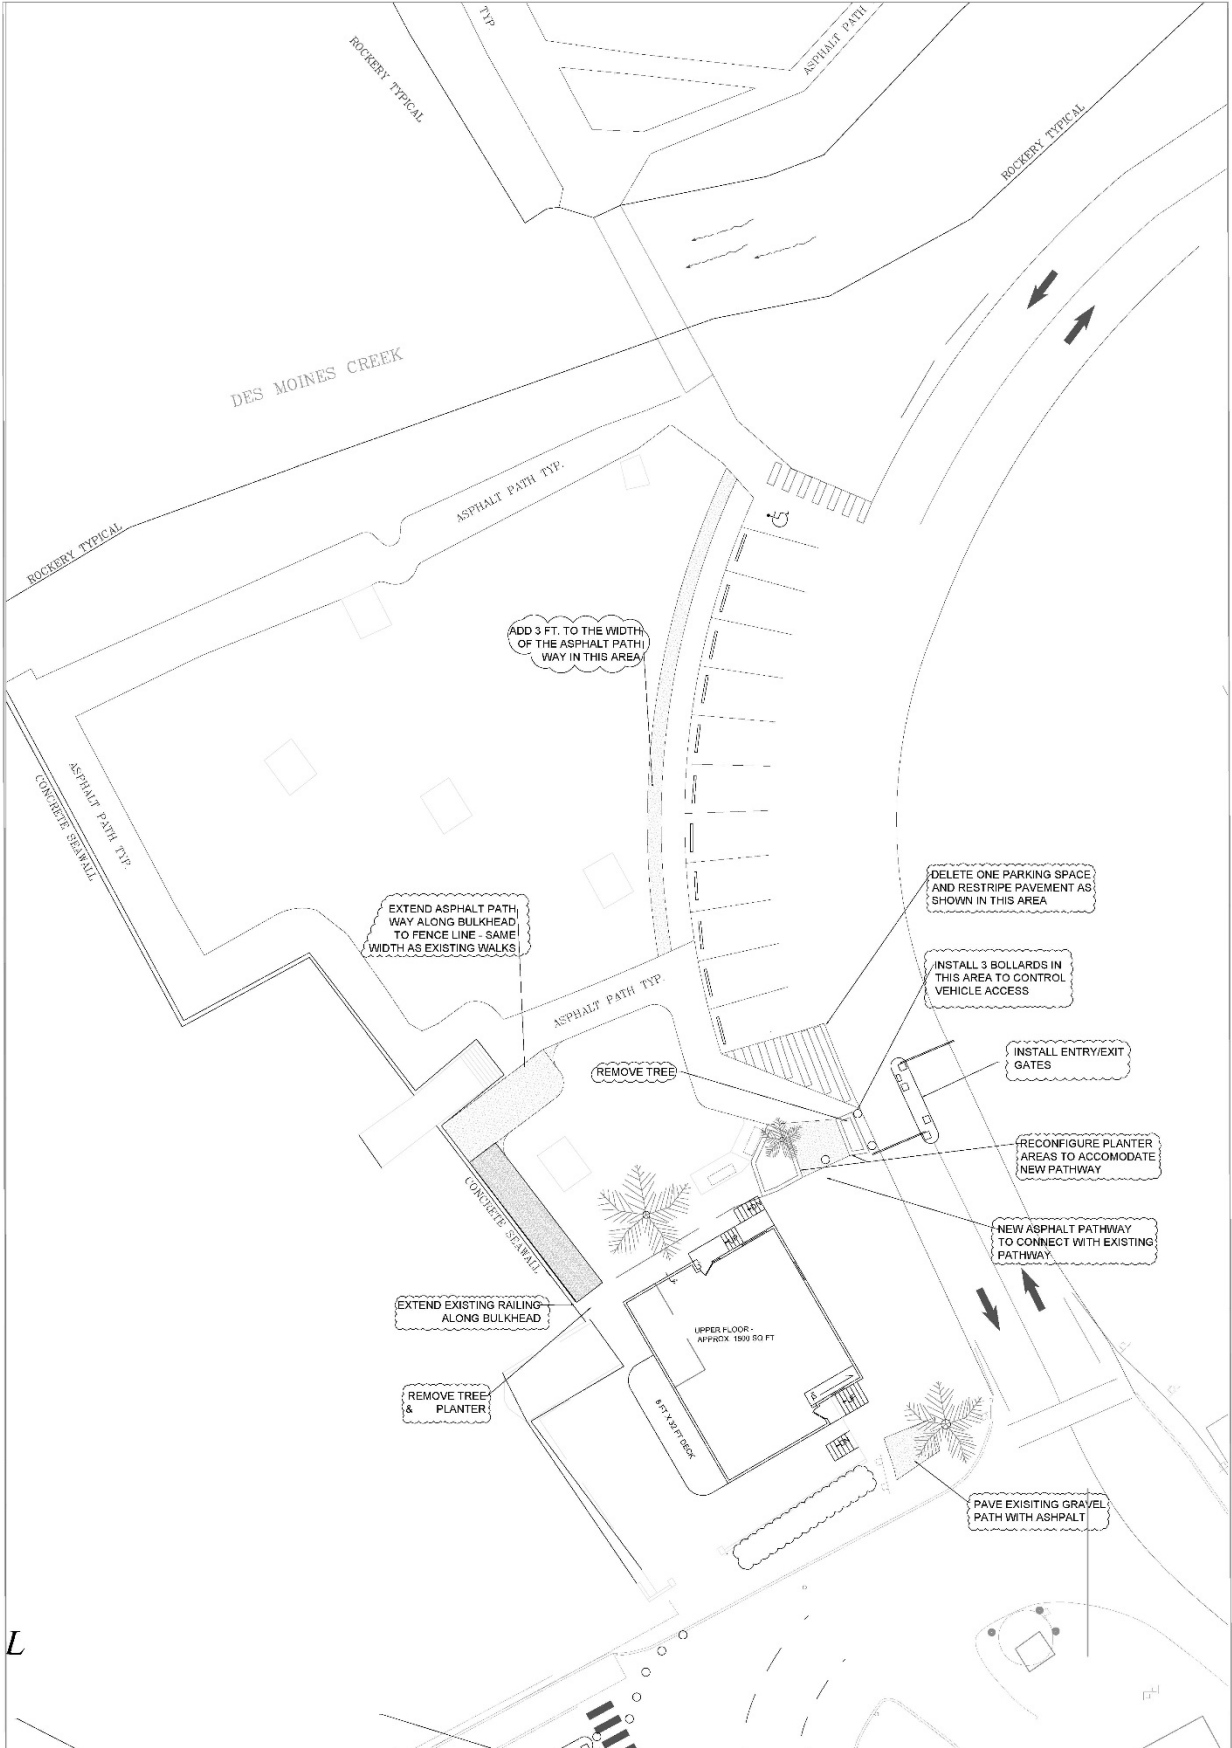 TYP.
ASPHALT PATH
ROCKERY TYPICAL
ROCKERY TYPICAL
DES MOINES CREEK
ASPHALT PATH TYP.
ROCKERY TYPICAL
ADD 3 FT. TO THE WIDTH
OF THE ASPHALT PATH
WAY IN THIS AREA
ASPHALT PATH TYP.
CONCRETE SEAWALL
DELETE ONE PARKING SPACE
AND RESTRIPE PAVEMENT AS
SHOWN IN THIS AREA
EXTEND ASPHALT PATH
WAY ALONG BULKHEAD
TO FENCE LINE - SAME
WIDTH AS EXISTING WALKS
INSTALL 3 BOLLARDS IN
THIS AREA TO CONTROL
VEHICLE ACCESS
ASPHALT PATH TYP.
INSTALL ENTRY/EXIT
GATES
REMOVE TREE
RECONFIGURE PLANTER
AREAS TO ACCOMODATE
NEW PATHWAY
CONCRETE SEAWALL
NEW ASPHALT PATHWAY
TO CONNECT WITH EXISTING
PATHWAY
DN
UP
EXTEND EXISTING RAILING
ALONG BULKHEAD
UPPER FLOOR -
APPROX. 1900 SQ FT
REMOVE TREE
& PLANTER
8 FT X 32 FT DECK
UP
DN
PAVE EXISITING GRAVEL
PATH WITH ASHPALT
L